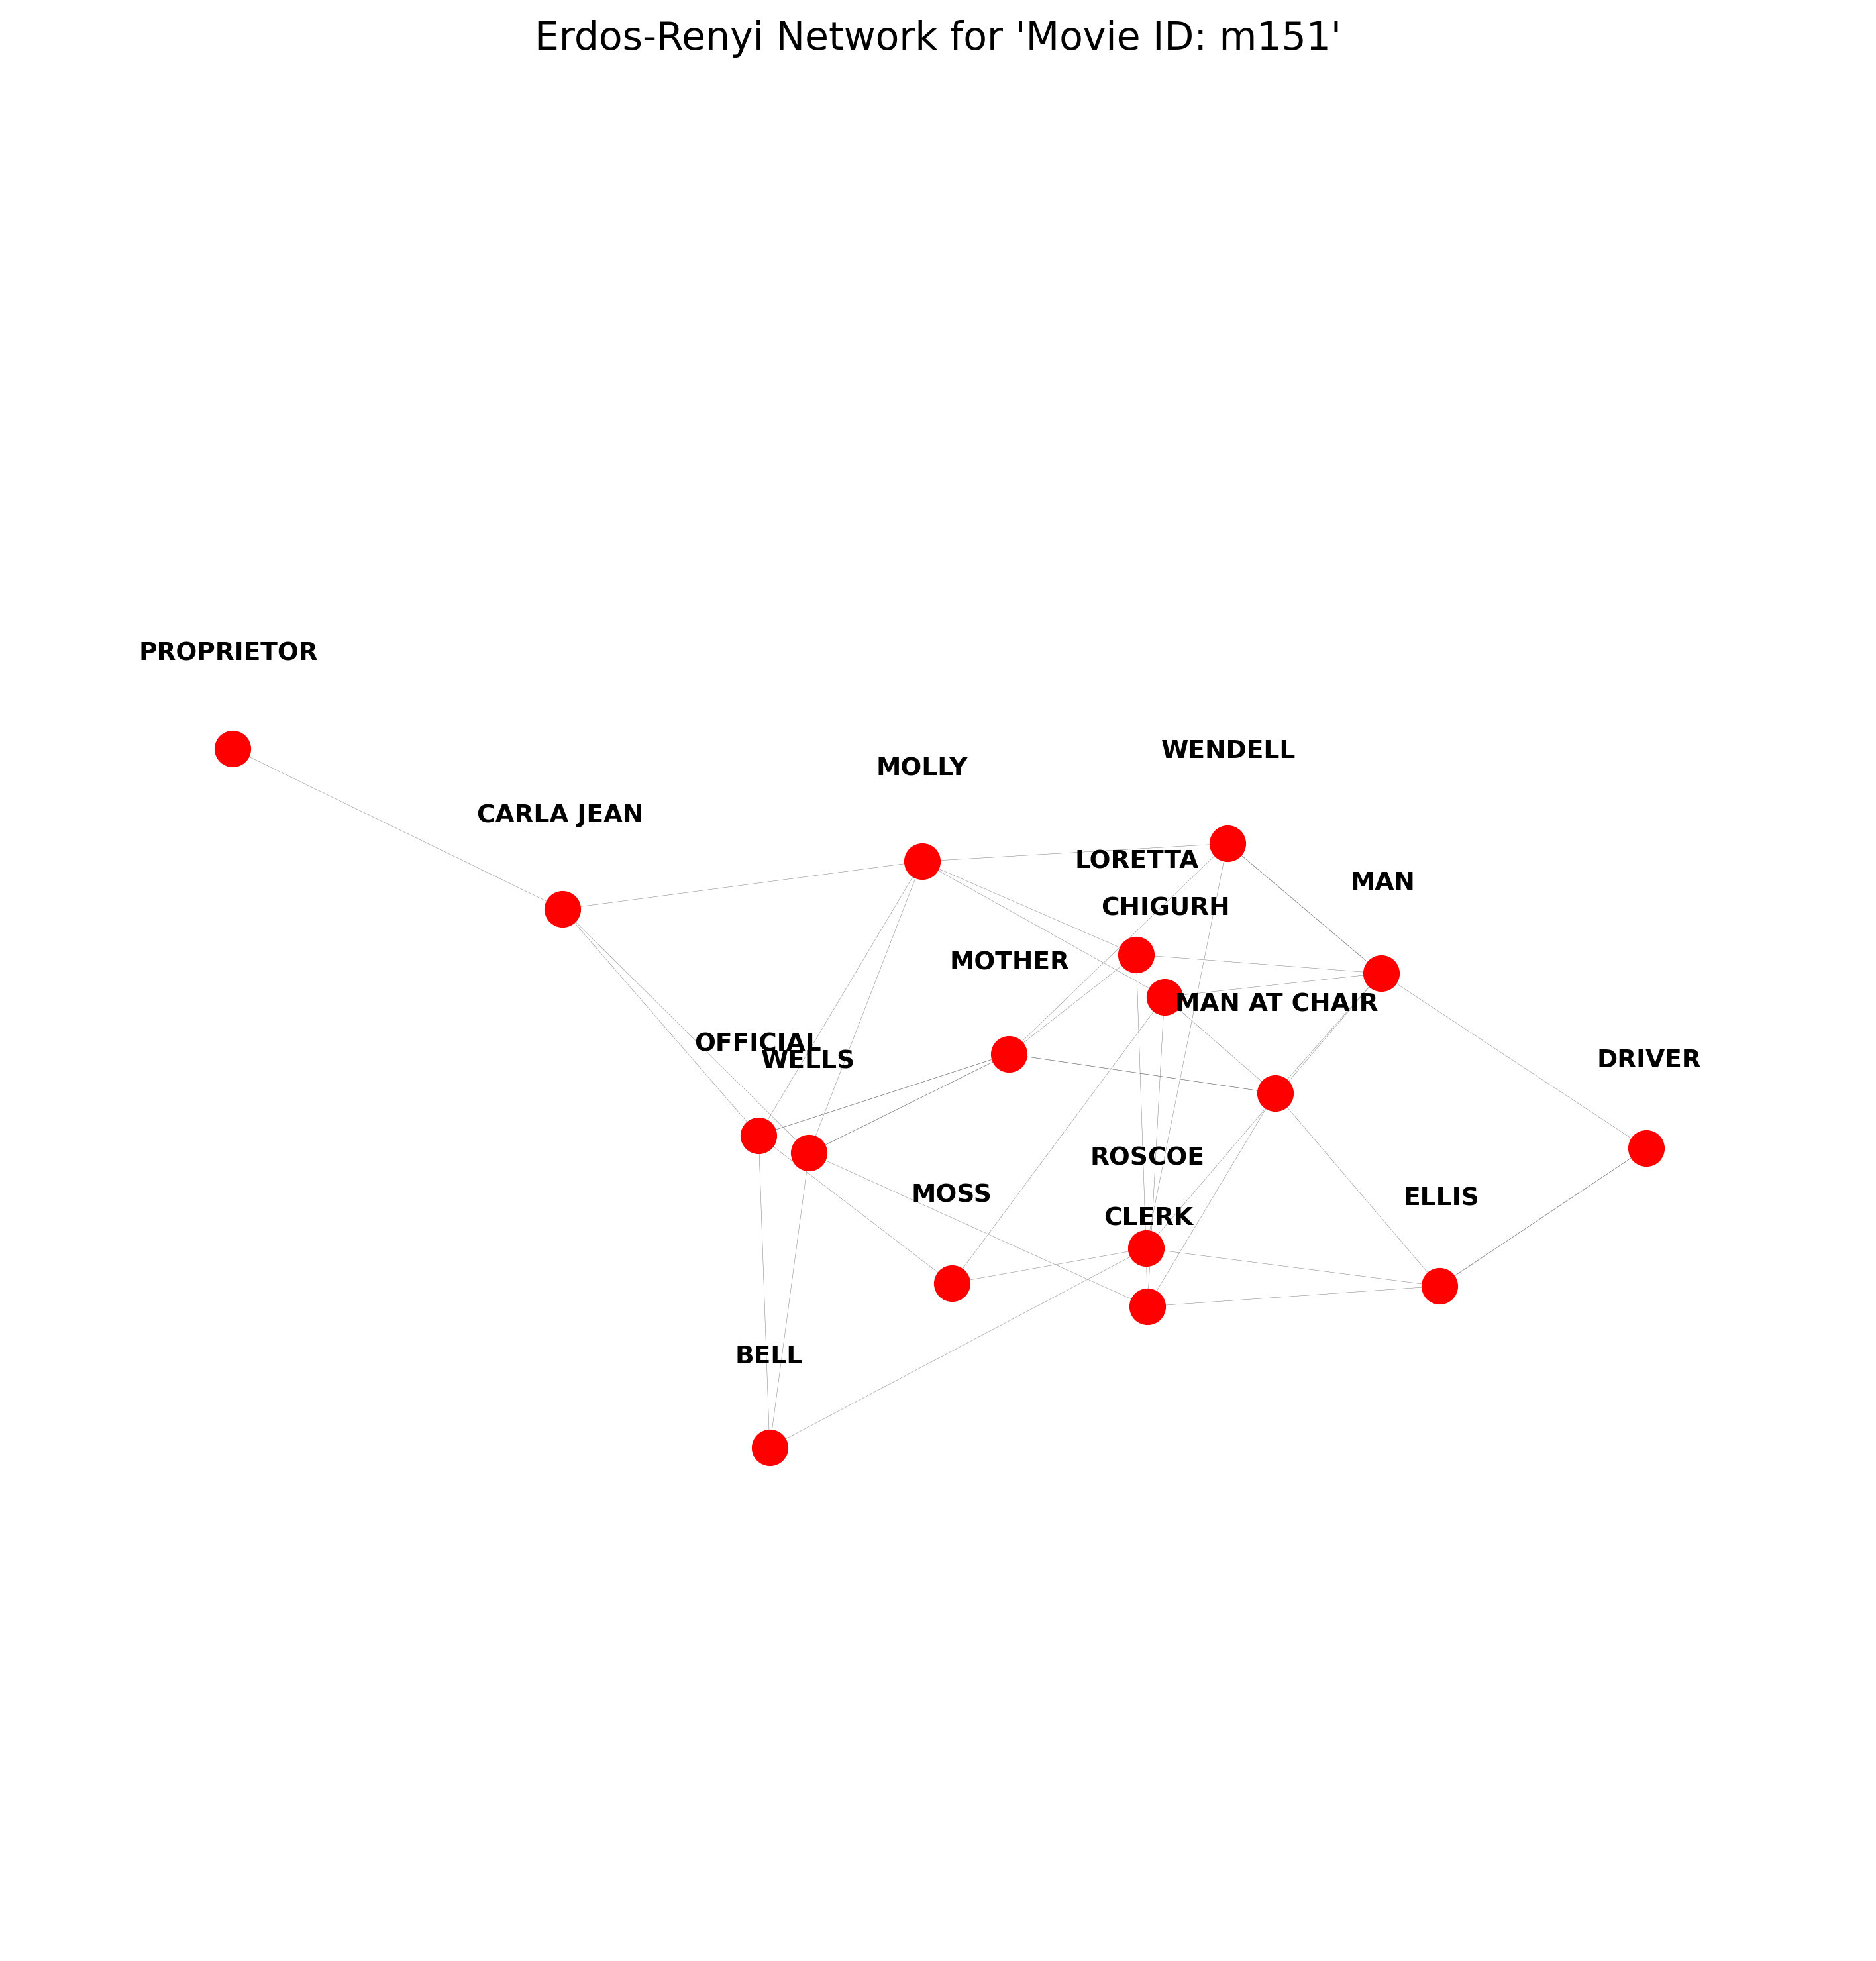 Erdos-Renyi Network for 'Movie ID: m151'
PROPRIETOR
WENDELL
MOLLY
CARLA JEAN
LORETTA
MAN
CHIGURH
MOTHER
MAN AT CHAIR
OFFICIAL
WELLS
DRIVER
ROSCOE
MOSS
ELLIS
CLERK
BELL